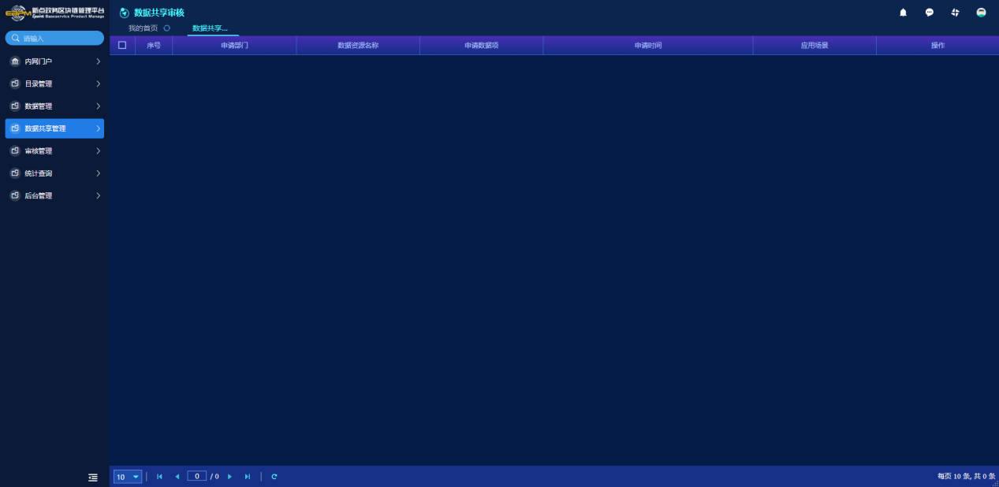 新点政务区块链管理平台
数据共享审核
我的首页
数据共享...
请输入
内网门户
目录管理
数据管理
数据共享管理
审核管理
统计查询
后台管理
序号 申请部门 数据资源名称 申请数据项 申请时间 应用场景 操作
10 0 / 0
每页 10 条, 共 0 条